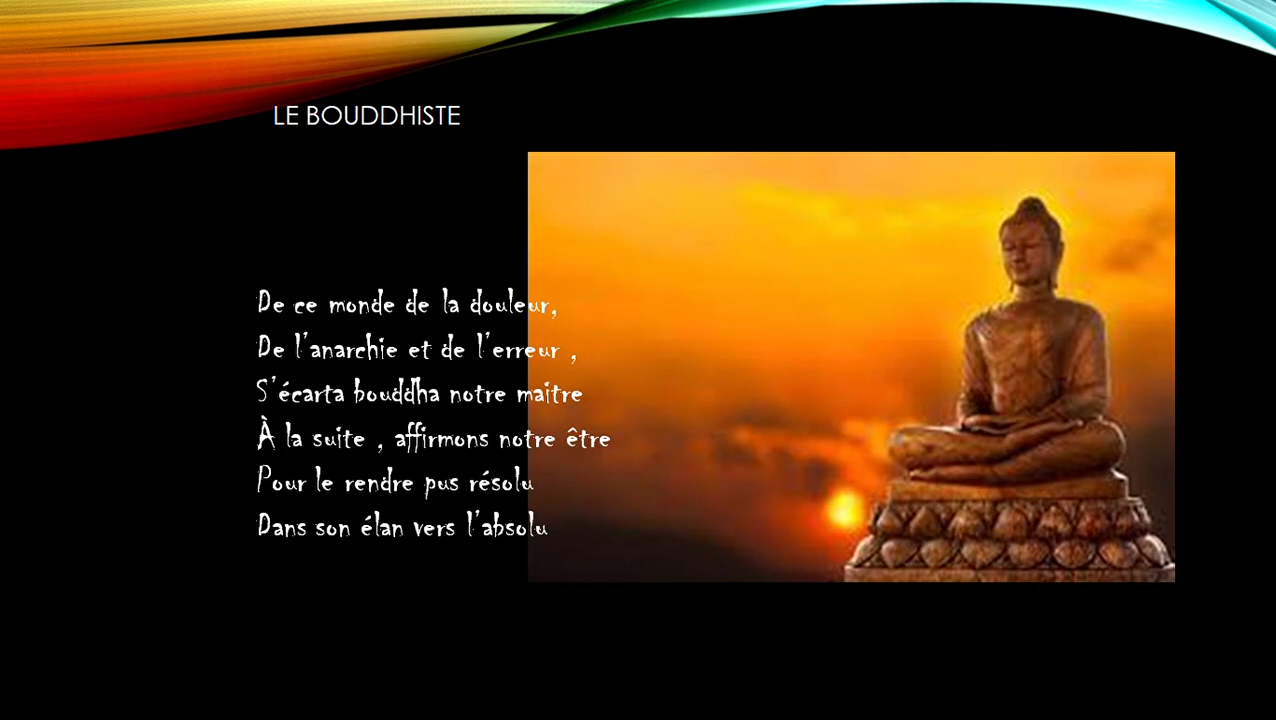 LE BOUDDHISTE
De ce monde de la douleur,
De l'anarchie et de l'erreur ,
S'écarta bouddha notre maitre
À la suite , affirmons notre être
Pour le rendre pus résolu
Dans son élan vers l'absolu